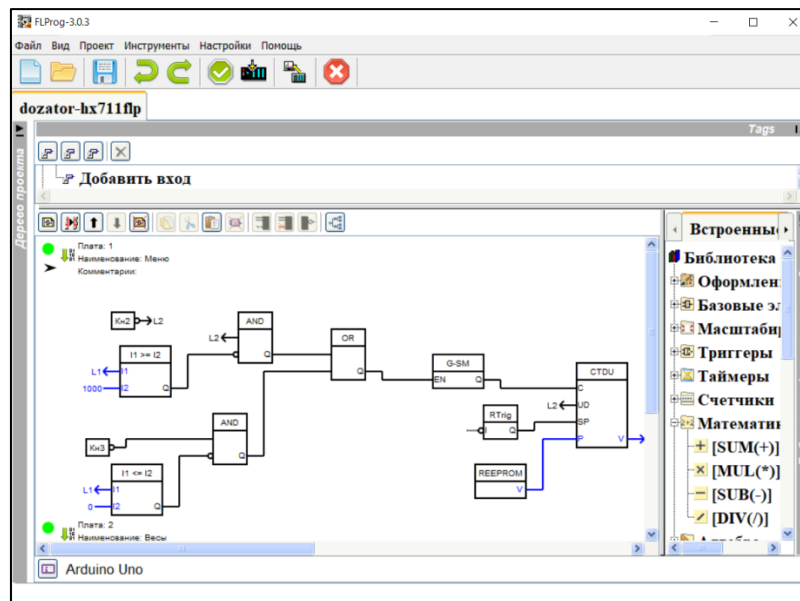 FLProg-3.0.3
Файл Вид Проект Инструменты Настройки Помощь
dozator-hx711flp
Tags
Дерево проекта
Добавить вход
Встроенны
Библиотека
Оформлен
Базовые эл
Масштабир
Триггеры
Таймеры
Счетчики
Математик
[SUM(+)]
[MUL(*)]
[SUB(-)]
[DIV(/)]
Плата: 1
Наименование: Меню
Комментарии:
Кн2 L2
AND
L2
Q
I1 >= I2
L1 I1
1000 I2 Q
OR
Q
G-SM
EN Q
CTDU
C
L2 UD
SP
P V
RTrig
I Q
REEPROM
V
AND
Q
Кн3
I1 <= I2
L1 I1
0 I2 Q
Плата: 2
Наименование: Весы
Arduino Uno